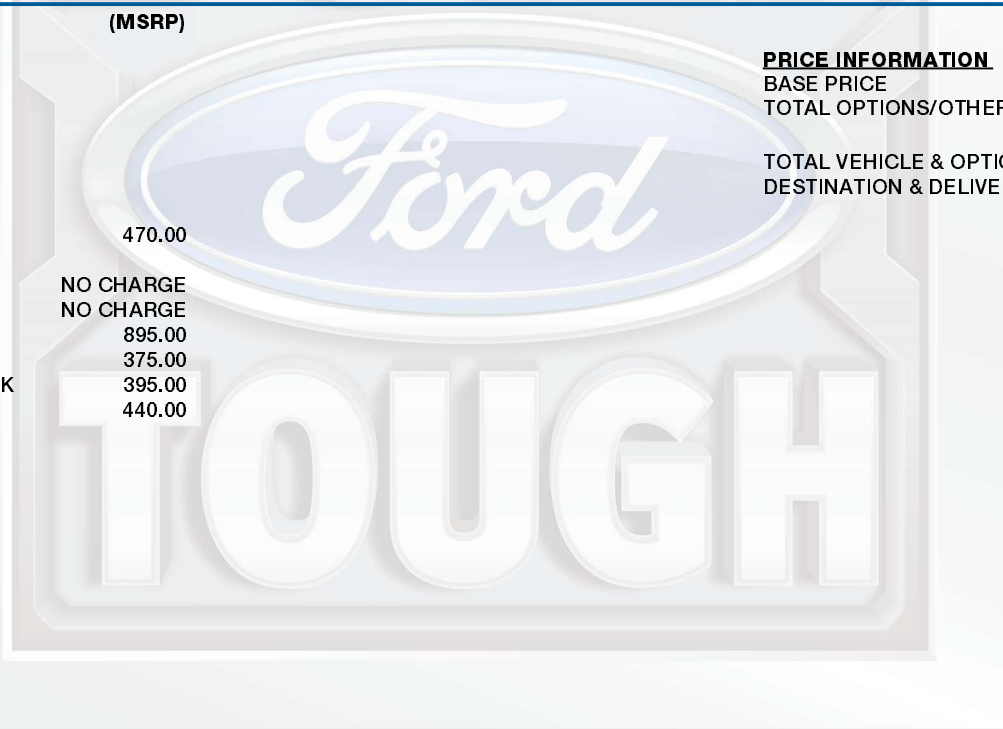 (MSRP)
PRICE INFORMATION
BASE PRICE
TOTAL OPTIONS/OTHER
TOTAL VEHICLE & OPTIO
DESTINATION & DELIVE
Ford
470.00
NO CHARGE
NO CHARGE
895.00
375.00
K 395.00
440.00
TOUGH